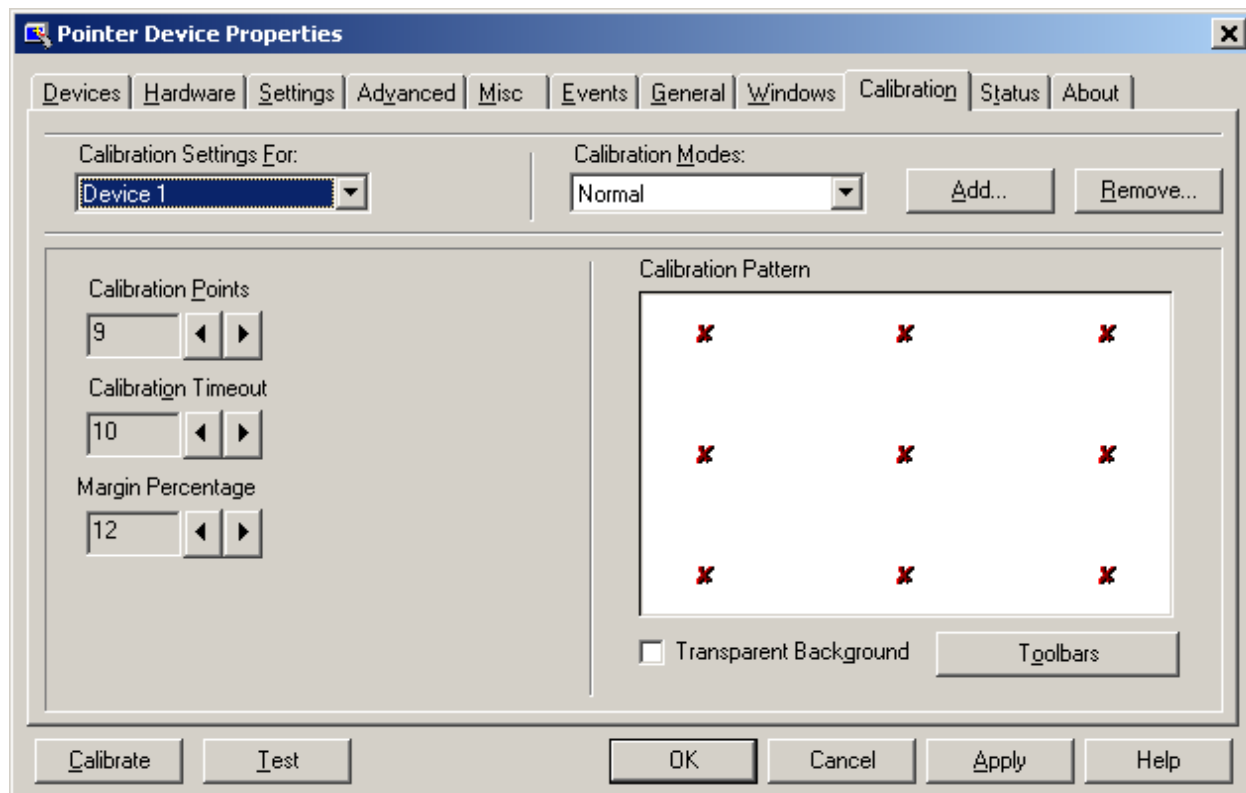 Pointer Device Properties
Devices Hardware Settings Advanced Misc Events General Windows Calibration Status About
Calibration Settings For: Calibration Modes:
Device 1 Normal Add... Remove...
Calibration Pattern
Calibration Points
9
Calibration Timeout
10
Margin Percentage
12
Transparent Background Toolbars
Calibrate Test OK Cancel Apply Help